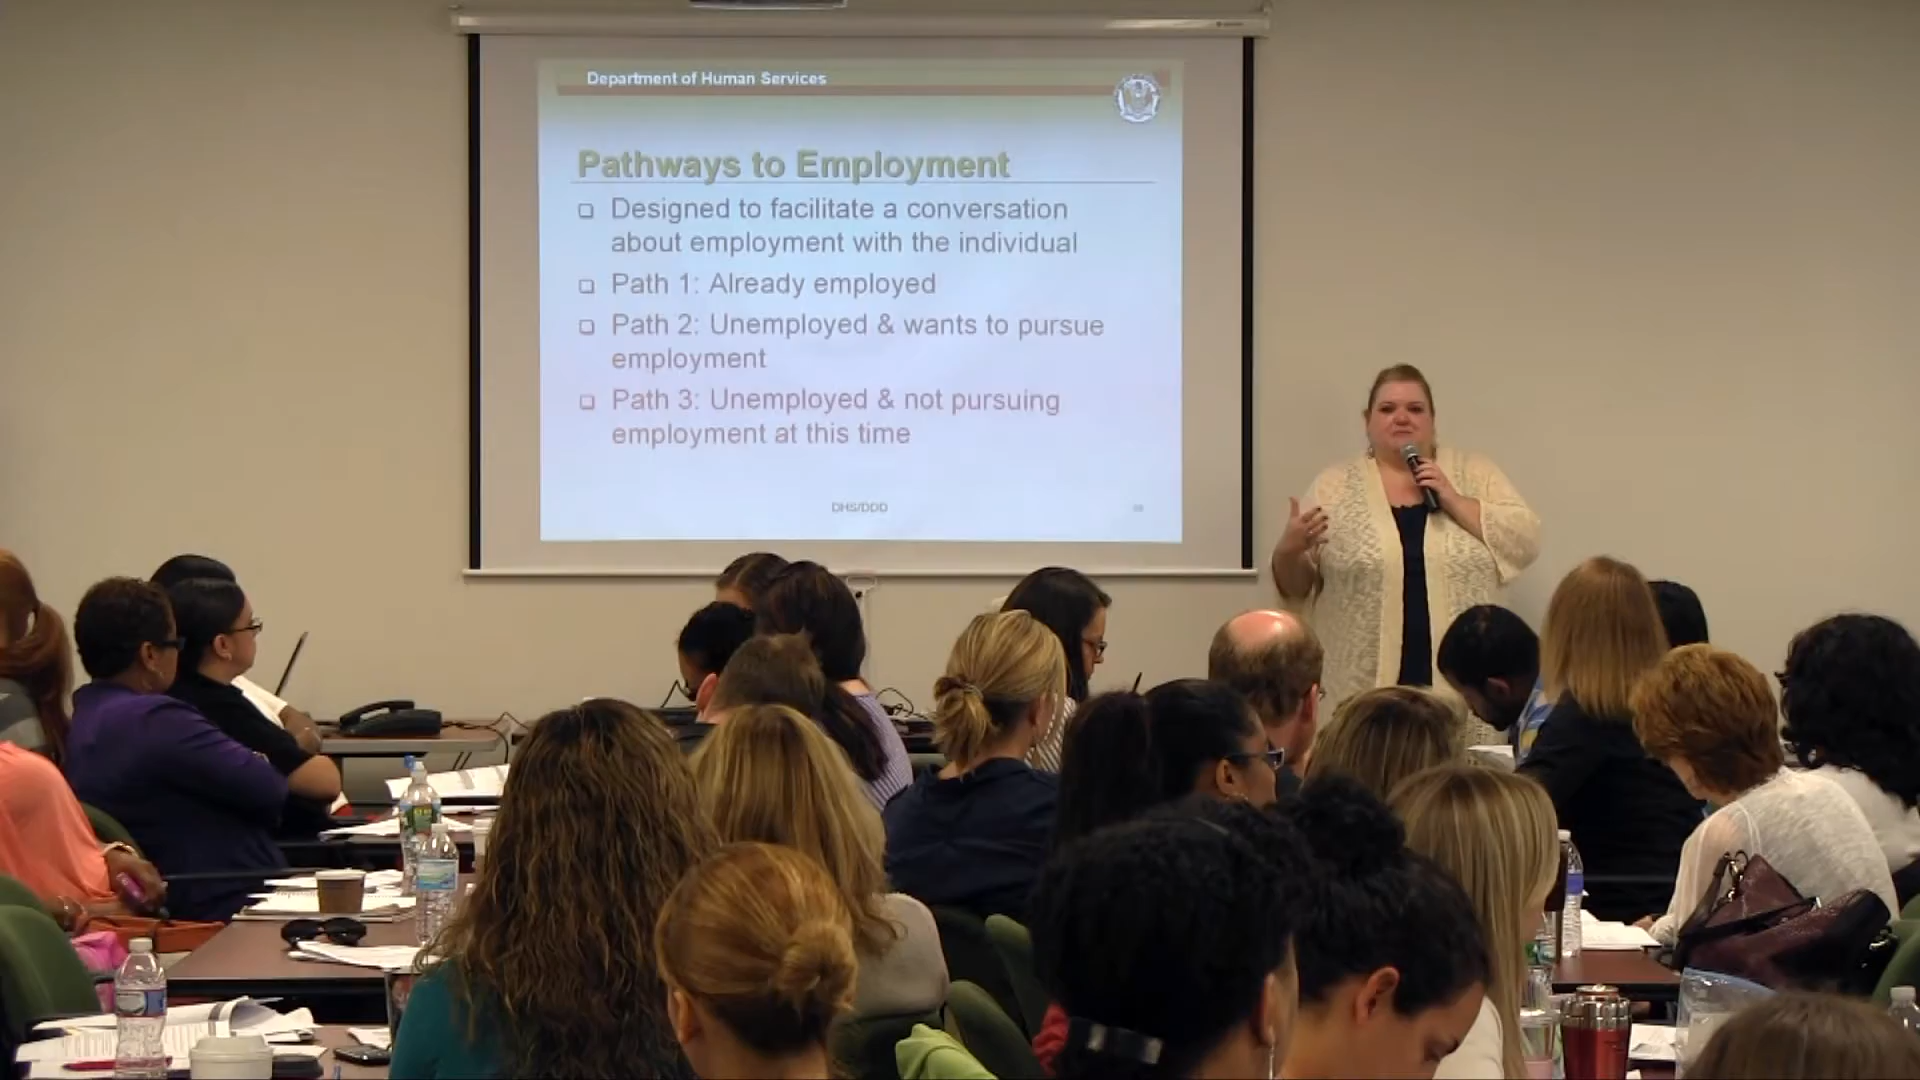 Department of Human Services
Pathways to Employment
Designed to facilitate a conversation
about employment with the individual
Path 1: Already employed
Path 2: Unemployed & wants to pursue
employment
Path 3: Unemployed & not pursuing
employment at this time
DHS/DDD